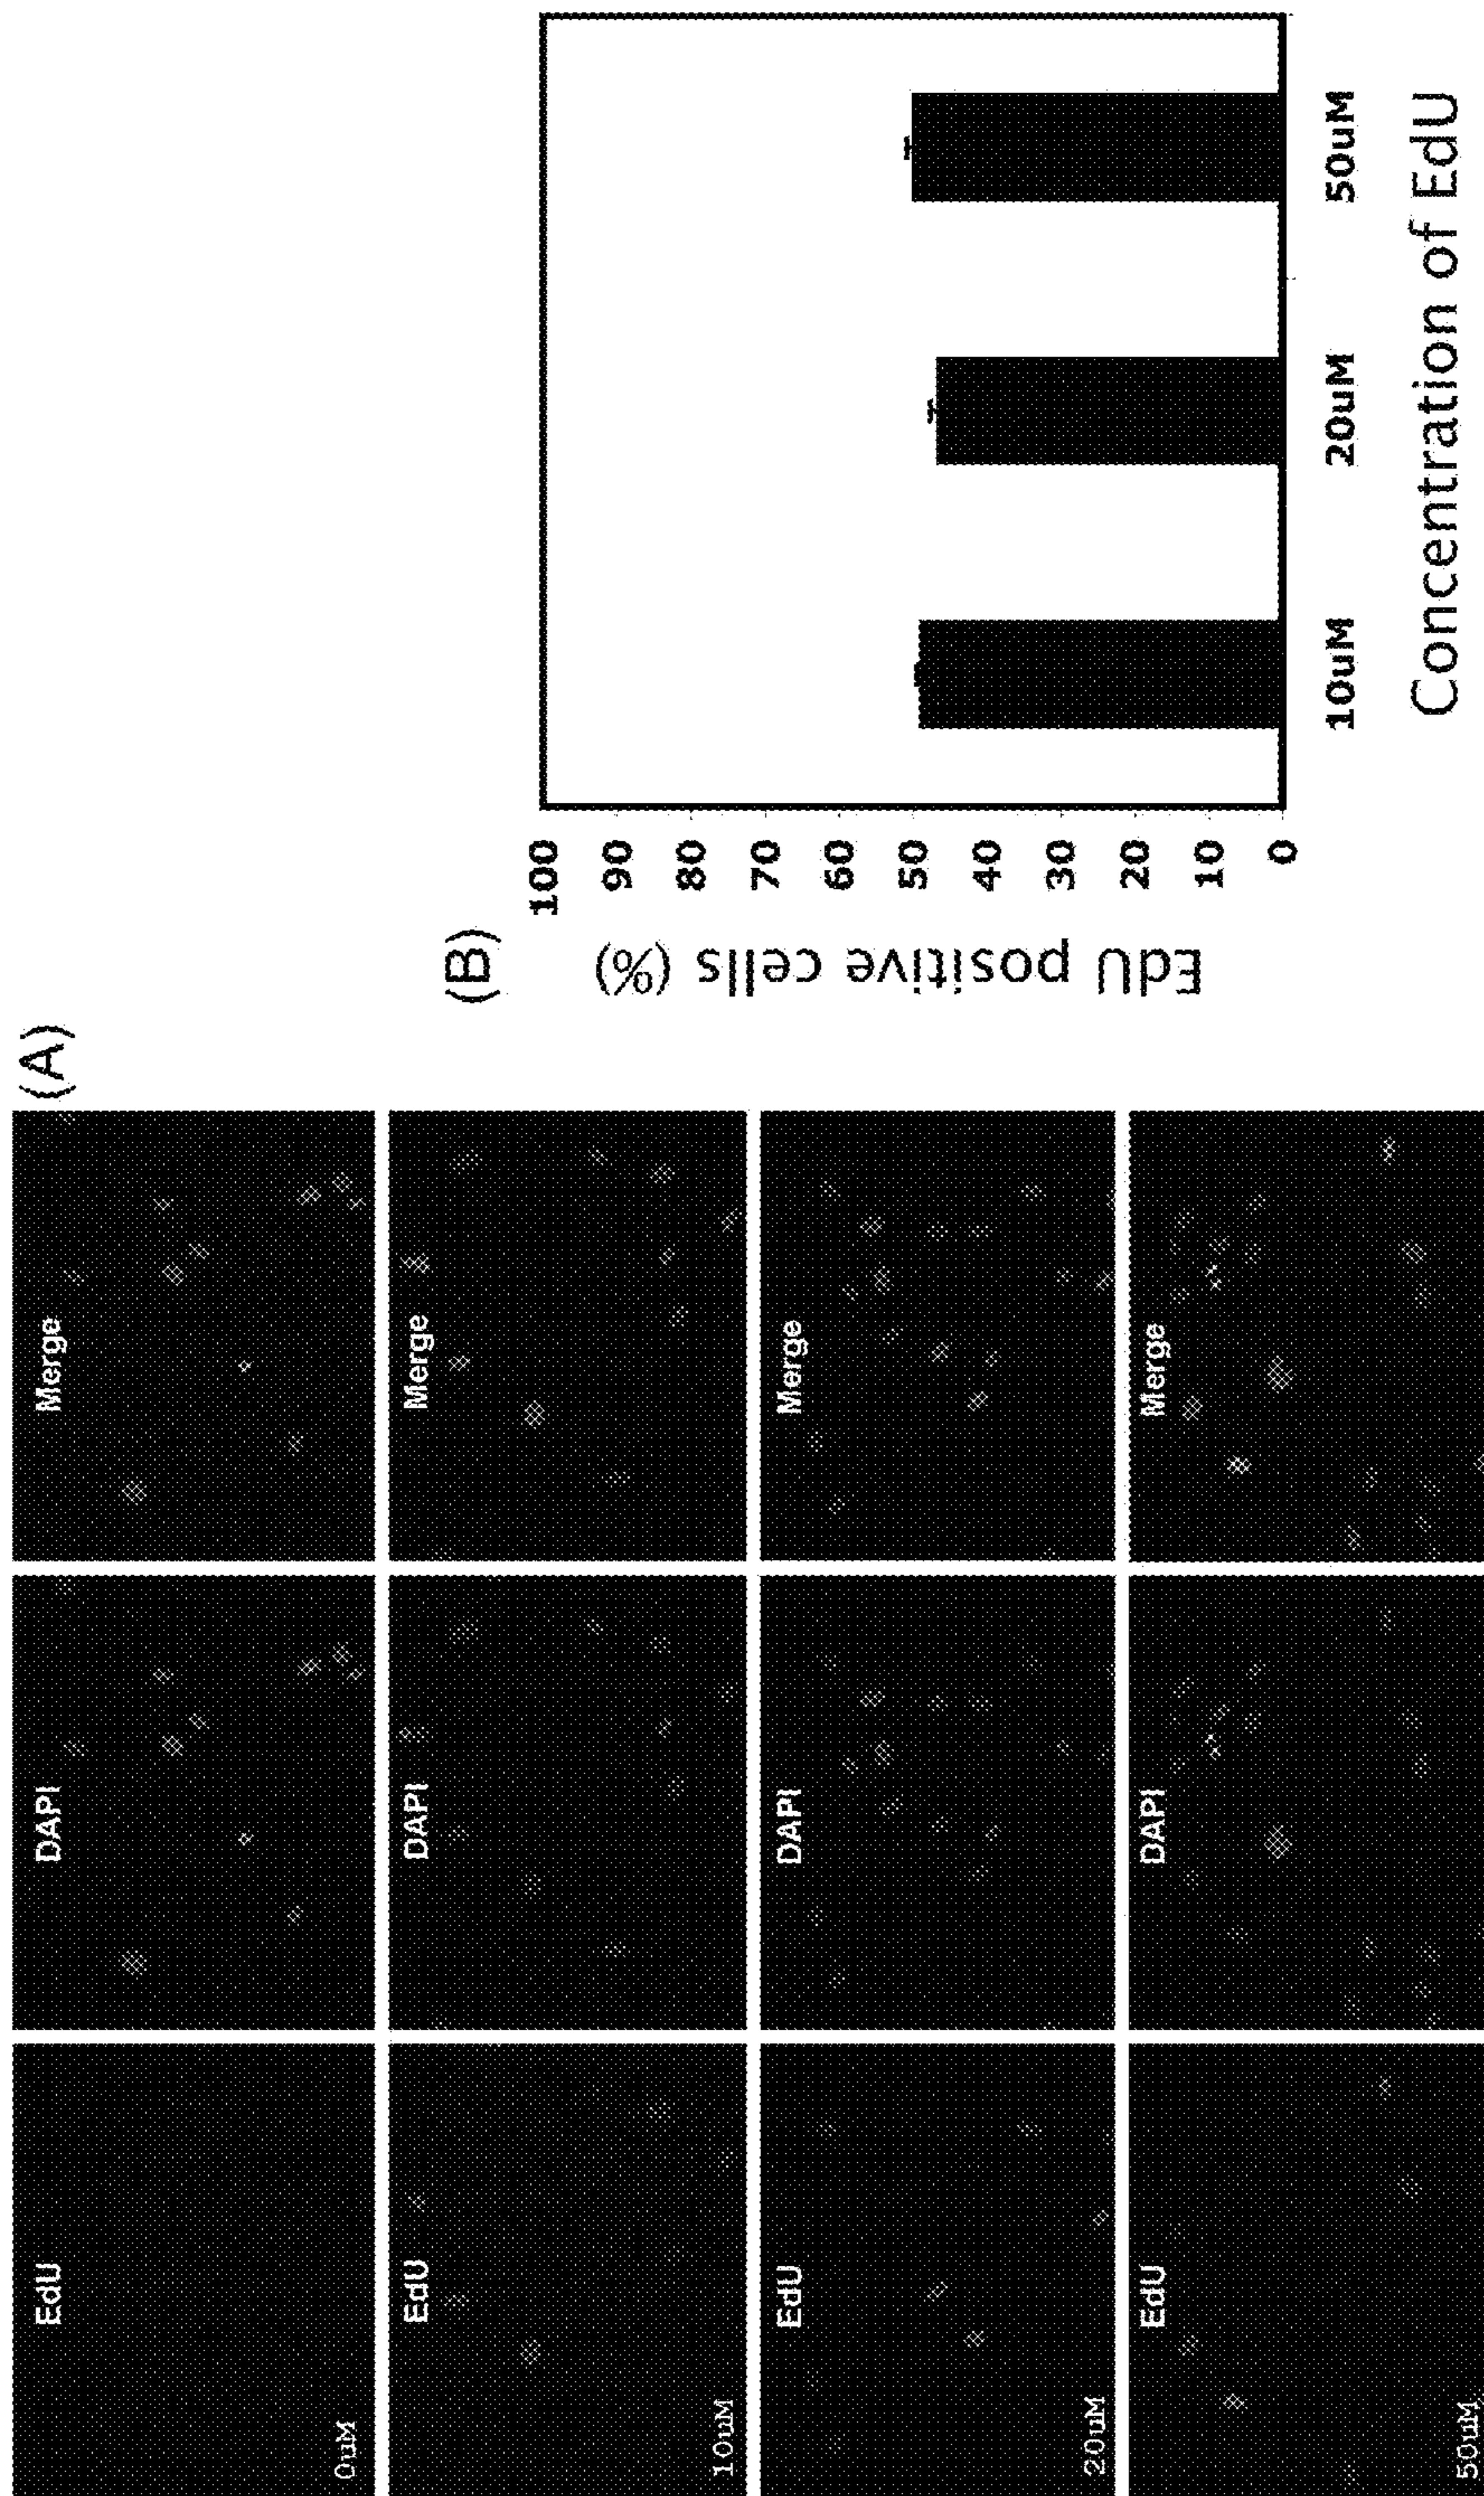 (A)
EdU
DAPI
Merge
0uM
EdU
DAPI
Merge
10uM
EdU
DAPI
Merge
20uM
EdU
DAPI
Merge
50uM
(B)
EdU positive cells (%)
100
90
80
70
60
50
40
30
20
10
0
10uM
20uM
50uM
Concentration of EdU